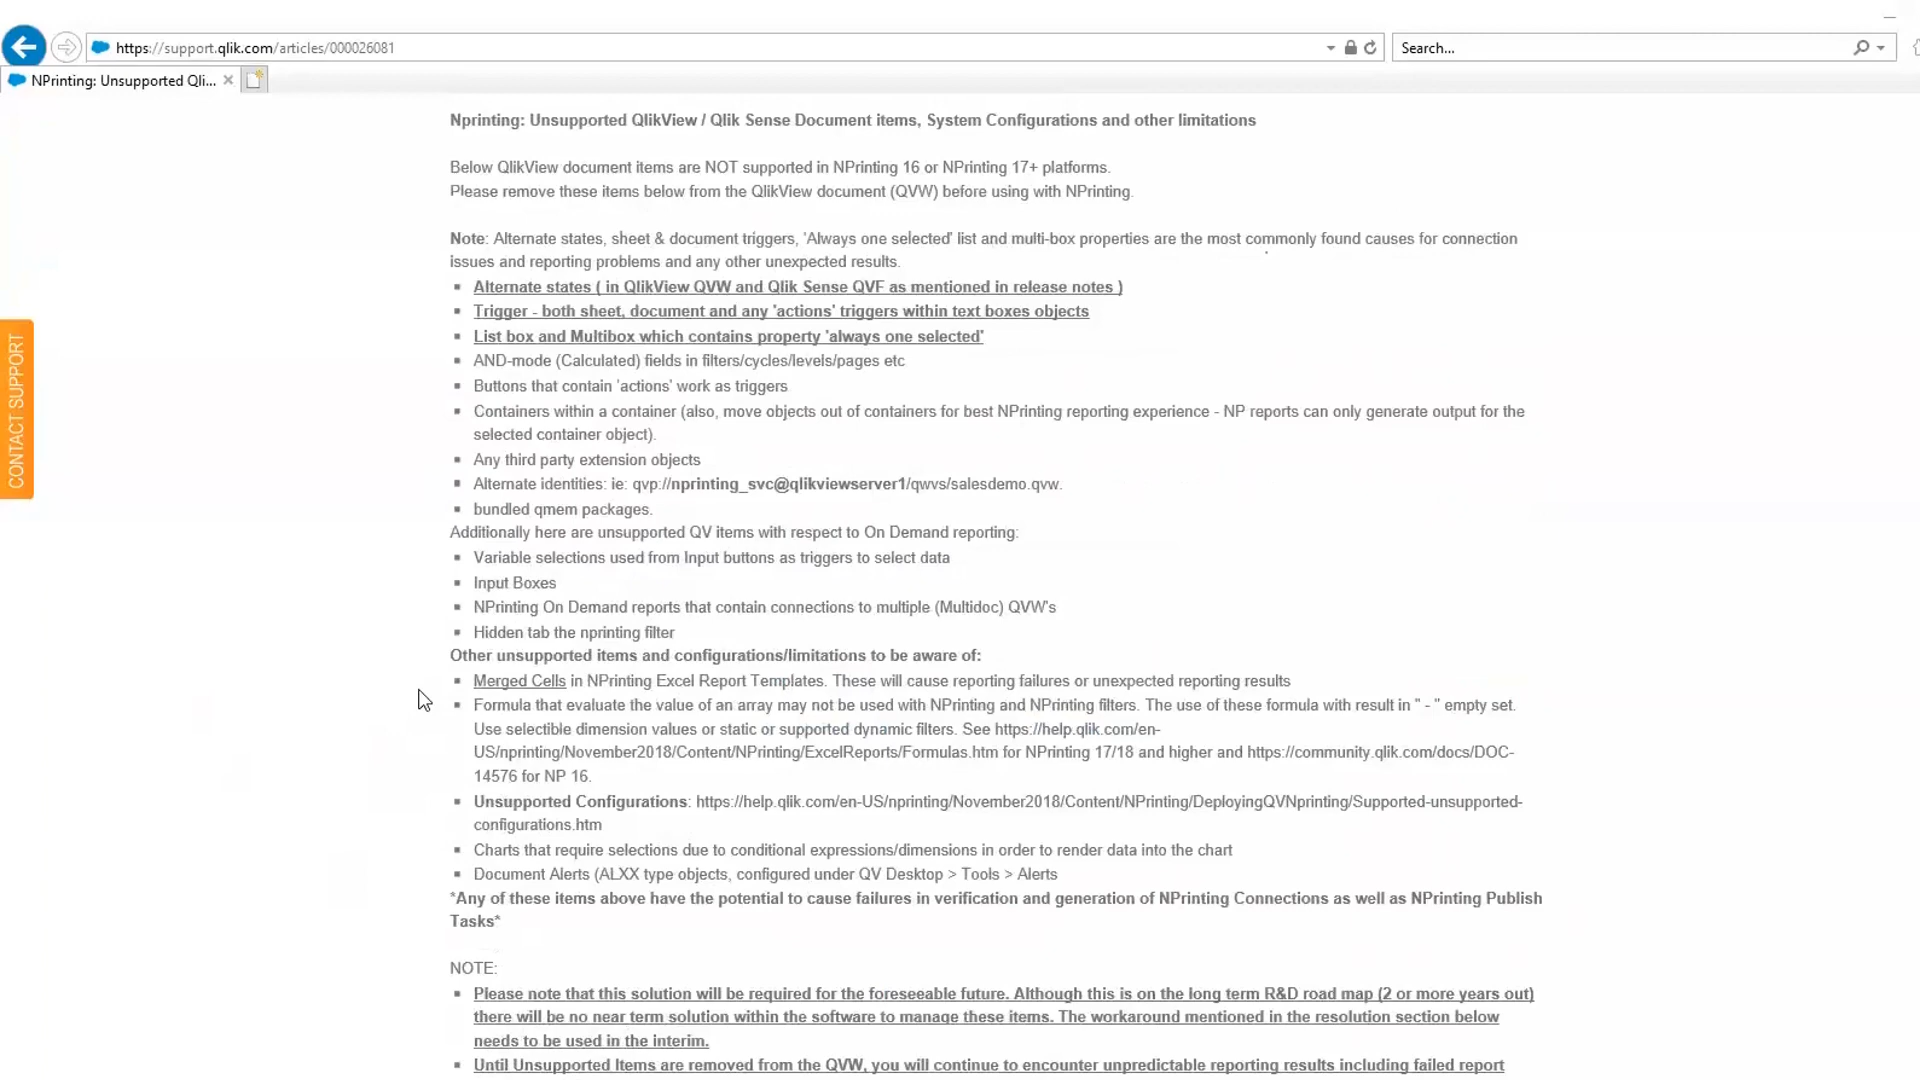 https://support.qlik.com/articles/000026081
Search...
NPrinting: Unsupported Qli...
Nprinting: Unsupported QlikView / Qlik Sense Document items, System Configurations and other limitations
Below QlikView document items are NOT supported in NPrinting 16 or NPrinting 17+ platforms.
Please remove these items below from the QlikView document (QVW) before using with NPrinting.
Note: Alternate states, sheet & document triggers, 'Always one selected' list and multi-box properties are the most commonly found causes for connection
issues and reporting problems and any other unexpected results.
Alternate states ( in QlikView QVW and Qlik Sense QVF as mentioned in release notes )
Trigger - both sheet, document and any 'actions' triggers within text boxes objects
List box and Multibox which contains property 'always one selected'
AND-mode (Calculated) fields in filters/cycles/levels/pages etc
Buttons that contain 'actions' work as triggers
Containers within a container (also, move objects out of containers for best NPrinting reporting experience - NP reports can only generate output for the
selected container object).
Any third party extension objects
Alternate identities: ie: qvp://nprinting_svc@qlikviewserver1/qwvs/salesdemo.qvw.
bundled qmem packages.
Additionally here are unsupported QV items with respect to On Demand reporting:
Variable selections used from Input buttons as triggers to select data
Input Boxes
NPrinting On Demand reports that contain connections to multiple (Multidoc) QVW's
Hidden tab the nprinting filter
Other unsupported items and configurations/limitations to be aware of:
Merged Cells in NPrinting Excel Report Templates. These will cause reporting failures or unexpected reporting results
Formula that evaluate the value of an array may not be used with NPrinting and NPrinting filters. The use of these formula with result in " - " empty set.
Use selectible dimension values or static or supported dynamic filters. See https://help.qlik.com/en-
US/nprinting/November2018/Content/NPrinting/ExcelReports/Formulas.htm for NPrinting 17/18 and higher and https://community.qlik.com/docs/DOC-
14576 for NP 16.
Unsupported Configurations: https://help.qlik.com/en-US/nprinting/November2018/Content/NPrinting/DeployingQVNprinting/Supported-unsupported-
configurations.htm
Charts that require selections due to conditional expressions/dimensions in order to render data into the chart
Document Alerts (ALXX type objects, configured under QV Desktop > Tools > Alerts
*Any of these items above have the potential to cause failures in verification and generation of NPrinting Connections as well as NPrinting Publish
Tasks*
NOTE:
Please note that this solution will be required for the foreseeable future. Although this is on the long term R&D road map (2 or more years out)
there will be no near term solution within the software to manage these items. The workaround mentioned in the resolution section below
needs to be used in the interim.
Until Unsupported Items are removed from the QVW, you will continue to encounter unpredictable reporting results including failed report
CONTACT SUPPORT